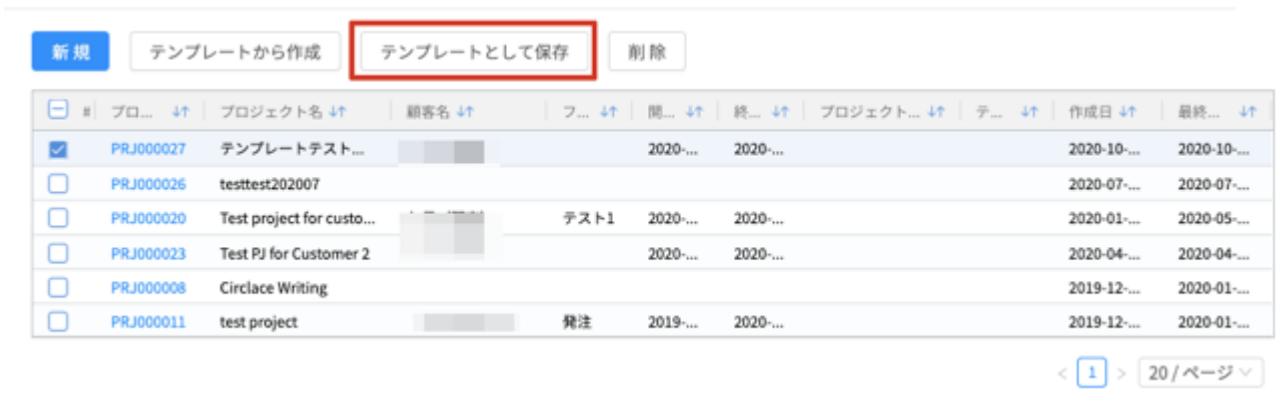 新規 テンプレートから作成 テンプレートとして保存 削除
# プロ... プロジェクト名 顧客名 フ... 開... 終... プロジェクト... テ... 作成日 最終...
PRJ000027 テンプレートテスト... 2020-... 2020-... 2020-10-... 2020-10-...
PRJ000026 testtest202007 2020-07-... 2020-07-...
PRJ000020 Test project for custo... テスト1 2020-... 2020-... 2020-01-... 2020-05-...
PRJ000023 Test PJ for Customer 2 2020-... 2020-... 2020-04-... 2020-04-...
PRJ000008 Circlace Writing 2019-12-... 2020-01-...
PRJ000011 test project 発注 2019-... 2020-... 2019-12-... 2020-01-...
< 1 > 20 / ページ